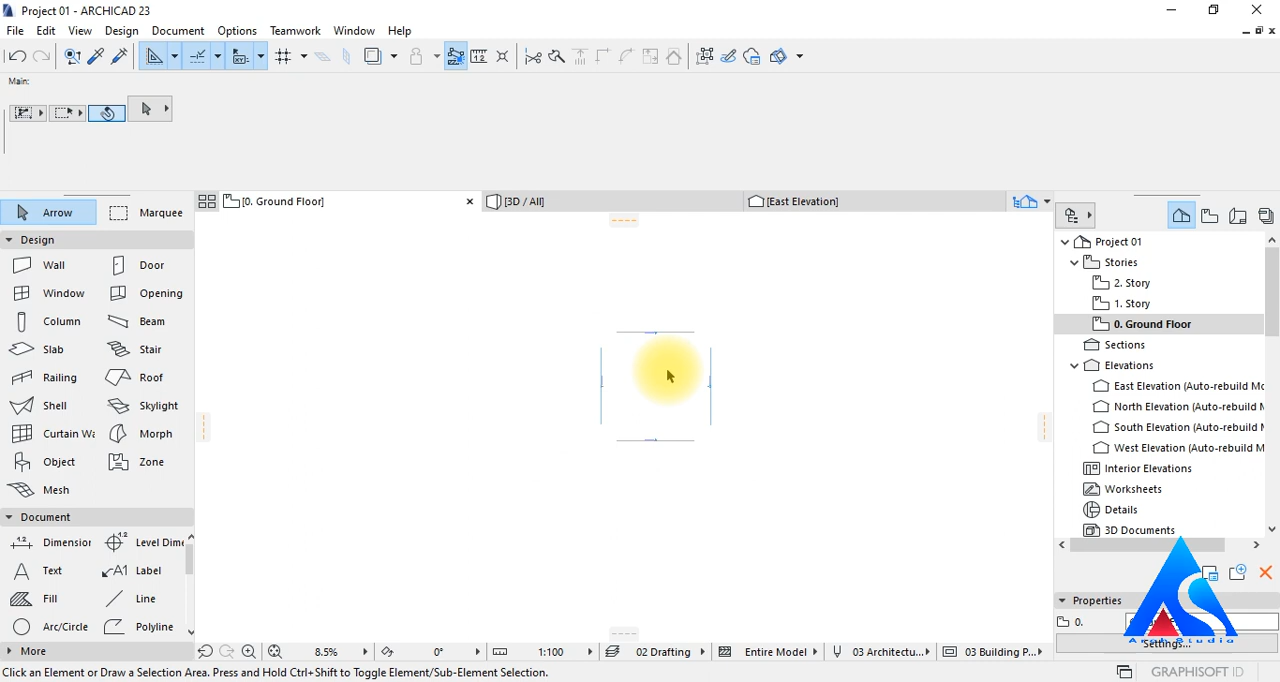 Project 01 - ARCHICAD 23
File Edit View Design Document Options Teamwork Window Help
Main:
[0. Ground Floor] [3D / All] [East Elevation]
Arrow Marquee
Design
Wall Door
Window Opening
Column Beam
Slab Stair
Railing Roof
Shell Skylight
Curtain Wa Morph
Object Zone
Mesh
Document
Dimension Level Dime
Text Label
Fill Line
Arc/Circle Polyline
More
Project 01
Stories
2. Story
1. Story
0. Ground Floor
Sections
Elevations
East Elevation (Auto-rebuild Mo
North Elevation (Auto-rebuild M
South Elevation (Auto-rebuild M
West Elevation (Auto-rebuild M
Interior Elevations
Worksheets
Details
3D Documents
Properties
0.
Settings...
Arch Studio
8.5% 1:100 02 Drafting Entire Model 03 Architectu... 03 Building P...
Click an Element or Draw a Selection Area. Press and Hold Ctrl+Shift to Toggle Element/Sub-Element Selection.
GRAPHISOFT ID